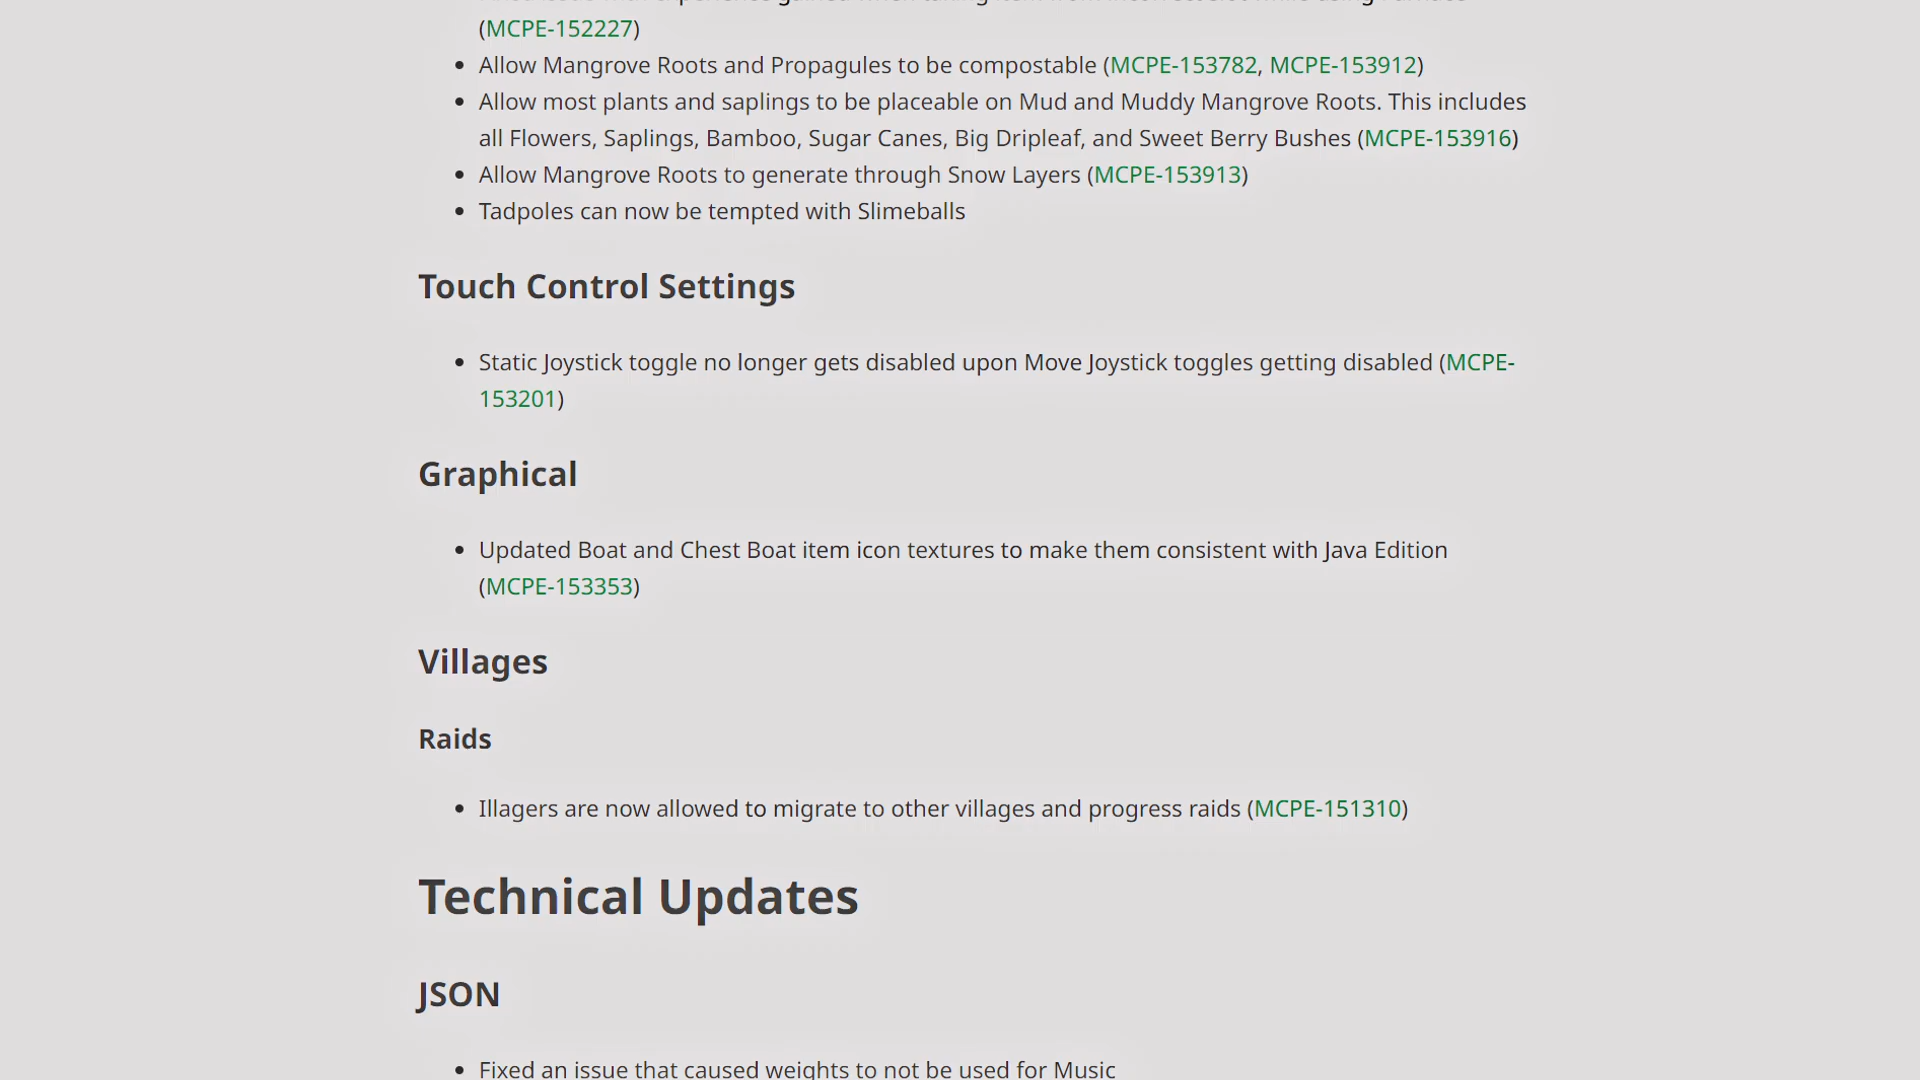 (MCPE-152227)
• Allow Mangrove Roots and Propagules to be compostable (MCPE-153782, MCPE-153912)
• Allow most plants and saplings to be placeable on Mud and Muddy Mangrove Roots. This includes
all Flowers, Saplings, Bamboo, Sugar Canes, Big Dripleaf, and Sweet Berry Bushes (MCPE-153916)
• Allow Mangrove Roots to generate through Snow Layers (MCPE-153913)
• Tadpoles can now be tempted with Slimeballs
Touch Control Settings
• Static Joystick toggle no longer gets disabled upon Move Joystick toggles getting disabled (MCPE-
153201)
Graphical
• Updated Boat and Chest Boat item icon textures to make them consistent with Java Edition
(MCPE-153353)
Villages
Raids
• Illagers are now allowed to migrate to other villages and progress raids (MCPE-151310)
Technical Updates
JSON
• Fixed an issue that caused weights to not be used for Music